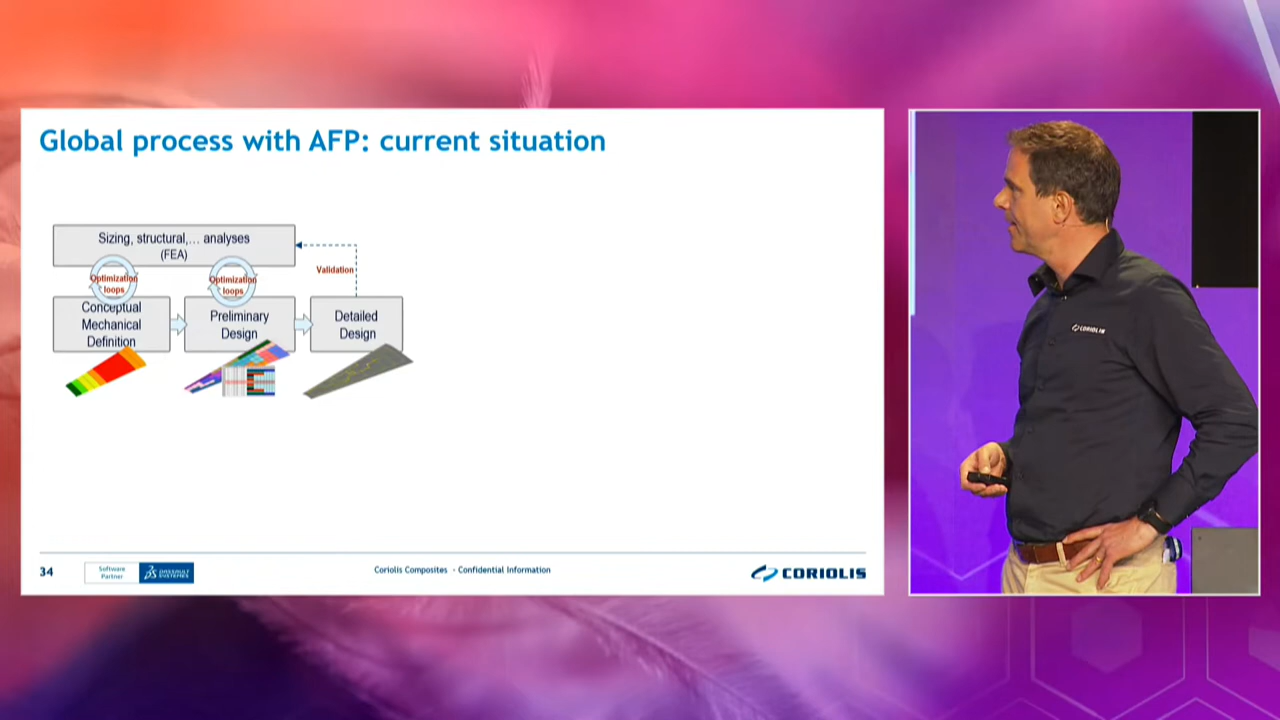 Global process with AFP: current situation
Sizing, structural,... analyses
(FEA)
Validation
Optimization
loops
Optimization
loops
Conceptual
Mechanical
Definition
Preliminary
Design
Detailed
Design
34
Software
Partner
DASSAULT
SYSTEMES
Coriolis Composites - Confidential Information
CORIOLIS
CORIOLIS